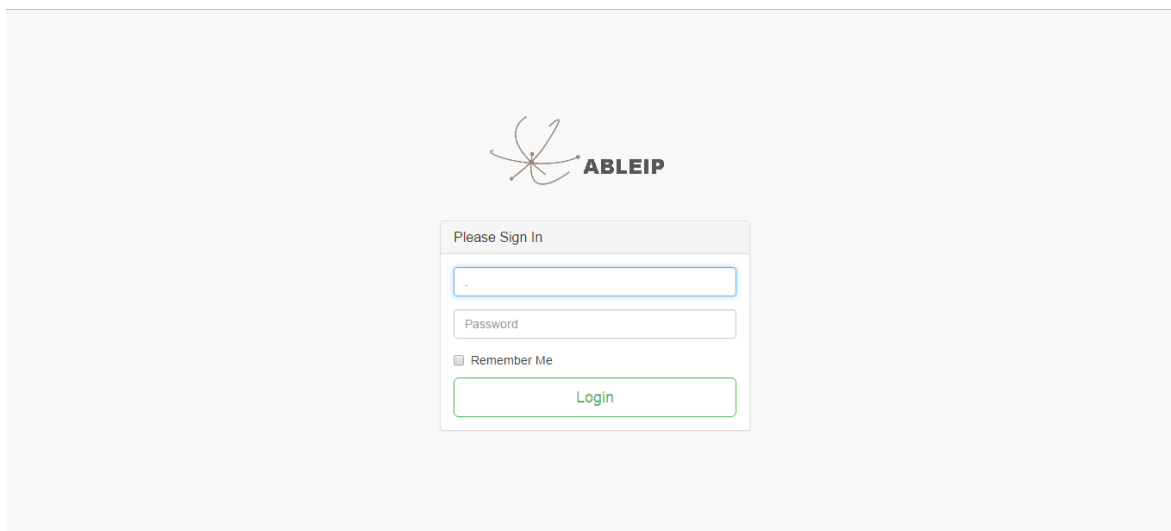 ABLEIP
Please Sign In
.
Password
Remember Me
Login